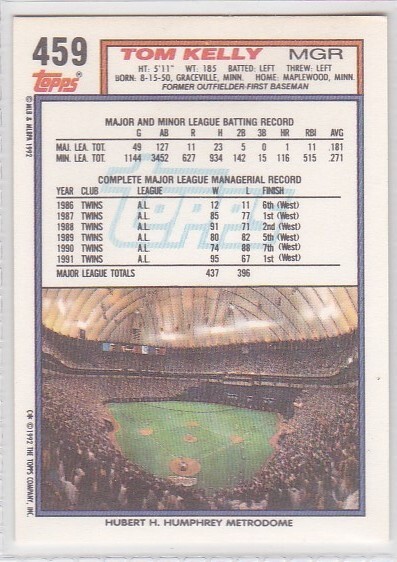 459
Topps®
TOM KELLY MGR
HT: 5'11" WT: 185 BATTED: LEFT THREW: LEFT
BORN: 8-15-50, GRACEVILLE, MINN. HOME: MAPLEWOOD, MINN.
FORMER OUTFIELDER-FIRST BASEMAN
© MLB & MLBPA 1992
MAJOR AND MINOR LEAGUE BATTING RECORD
G AB R H 2B 3B HR RBI AVG
MAJ. LEA. TOT. 49 127 11 23 5 0 1 11 .181
MIN. LEA. TOT. 1144 3452 627 934 142 15 116 515 .271
COMPLETE MAJOR LEAGUE MANAGERIAL RECORD
YEAR CLUB LEAGUE W L FINISH
1986 TWINS A.L. 12 11 6th (West)
1987 TWINS A.L. 85 77 1st (West)
1988 TWINS A.L. 91 71 2nd (West)
1989 TWINS A.L. 80 82 5th (West)
1990 TWINS A.L. 74 88 7th (West)
1991 TWINS A.L. 95 67 1st (West)
MAJOR LEAGUE TOTALS 437 396
Topps
C* © 1992 THE TOPPS COMPANY, INC.
HUBERT H. HUMPHREY METRODOME